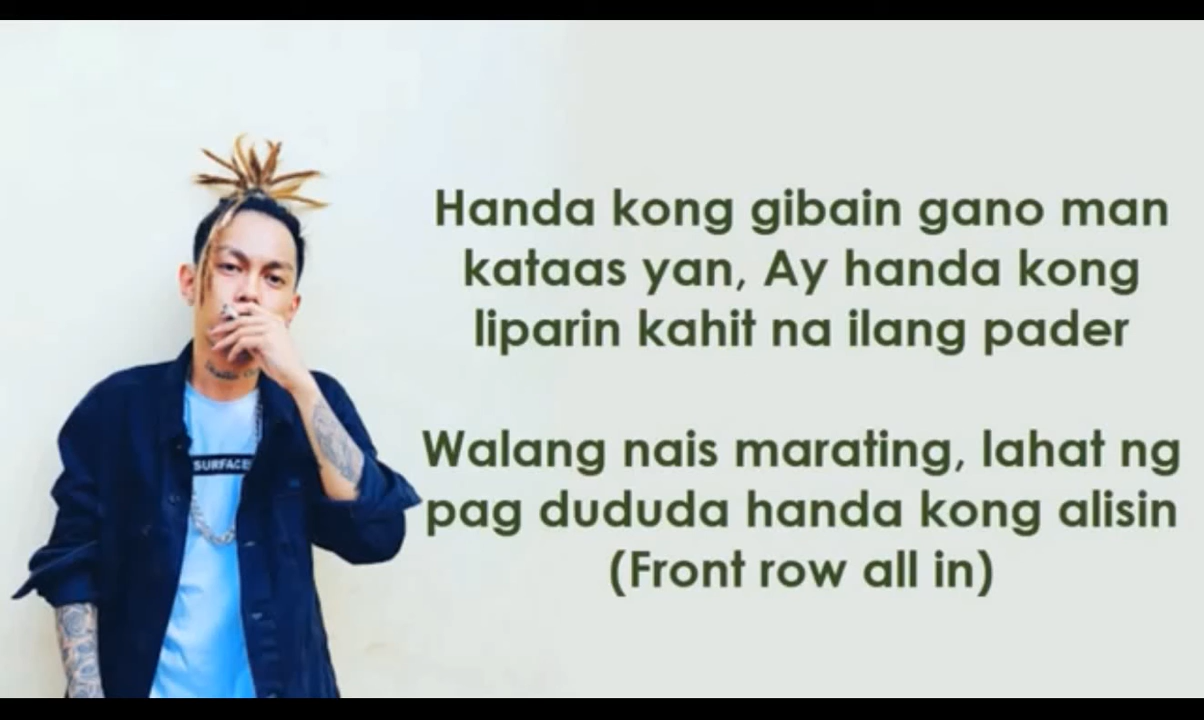 Handa kong gibain gano man
kataas yan, Ay handa kong
liparin kahit na ilang pader
Walang nais marating, lahat ng
pag dududa handa kong alisin
(Front row all in)
SURFACE